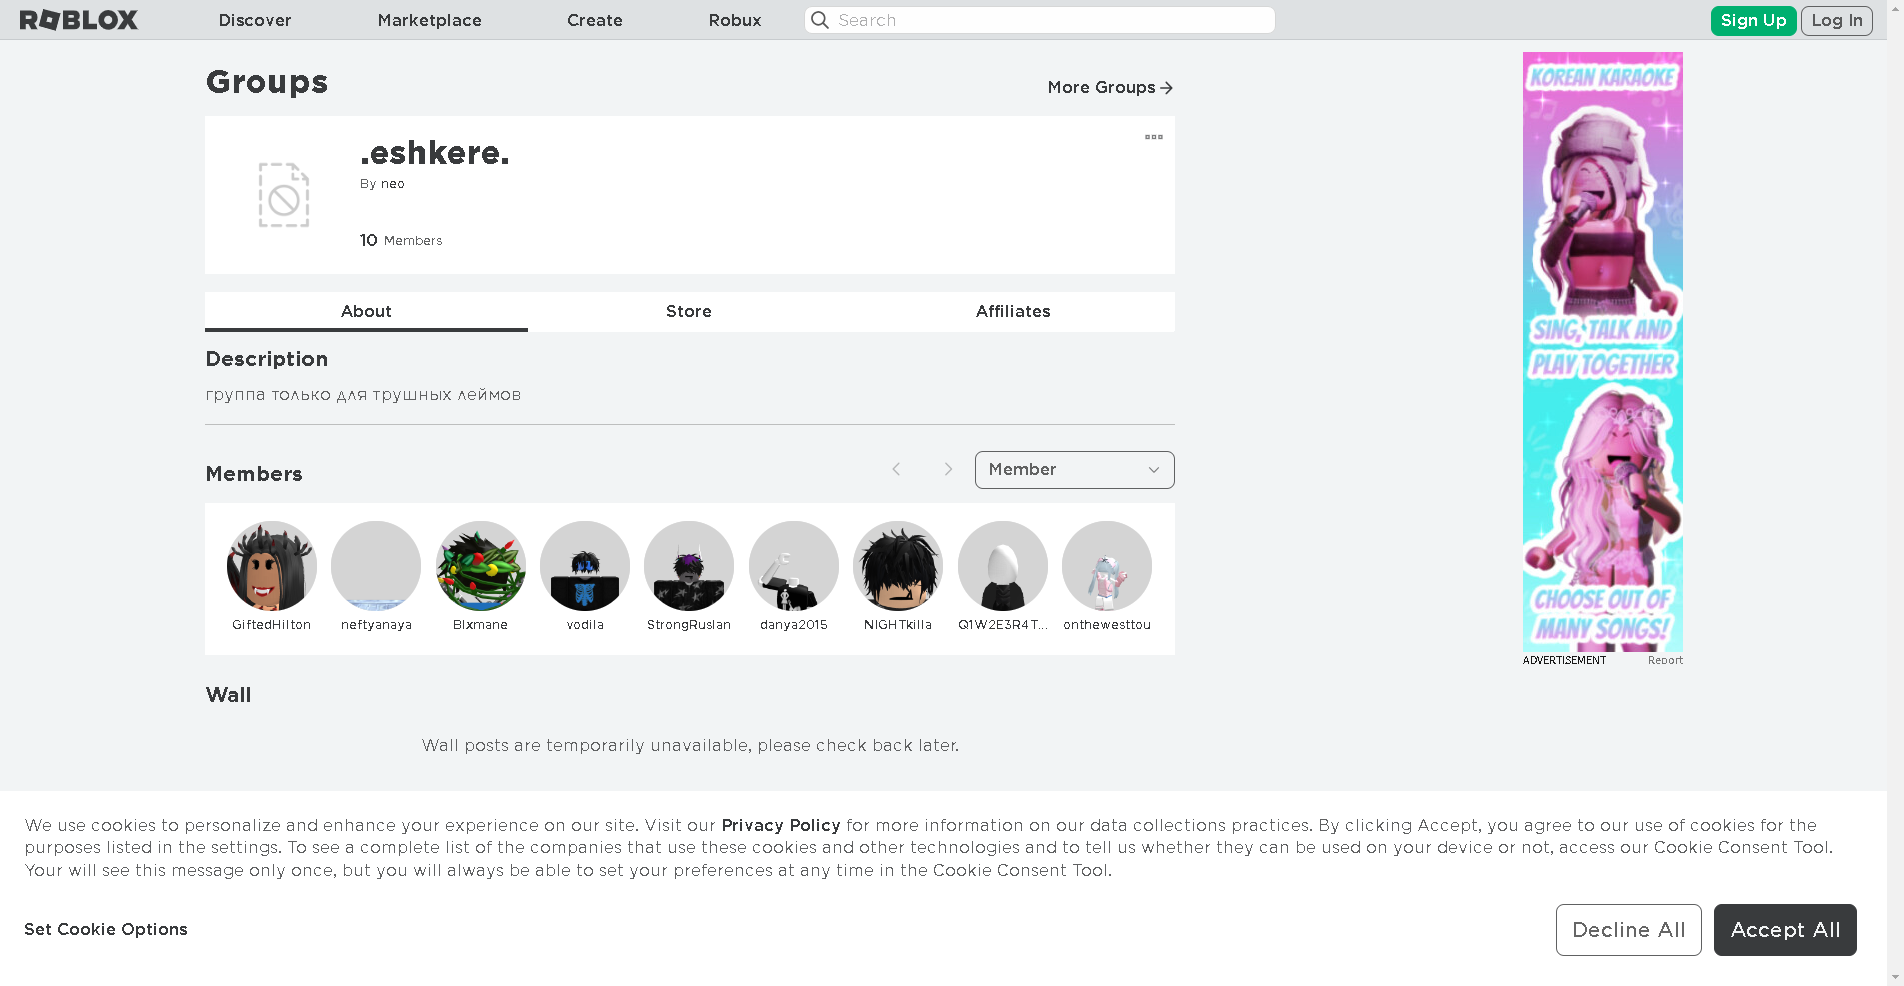 ROBLOX
Discover
Marketplace
Create
Robux
Search
Sign Up
Log In
Groups
More Groups
.eshkere.
By neo
10 Members
About
Store
Affiliates
Description
группа только для трушных леймов
Members
Member
GiftedHilton
neftyanaya
Blxmane
vodila
StrongRuslan
danya2015
NIGHTkilla
Q1W2E3R4T...
onthewesttou
Wall
Wall posts are temporarily unavailable, please check back later.
KOREAN KARAOKE
SING, TALK AND
PLAY TOGETHER
CHOOSE OUT OF
MANY SONGS!
ADVERTISEMENT
Report
We use cookies to personalize and enhance your experience on our site. Visit our Privacy Policy for more information on our data collections practices. By clicking Accept, you agree to our use of cookies for the
purposes listed in the settings. To see a complete list of the companies that use these cookies and other technologies and to tell us whether they can be used on your device or not, access our Cookie Consent Tool.
Your will see this message only once, but you will always be able to set your preferences at any time in the Cookie Consent Tool.
Set Cookie Options
Decline All
Accept All